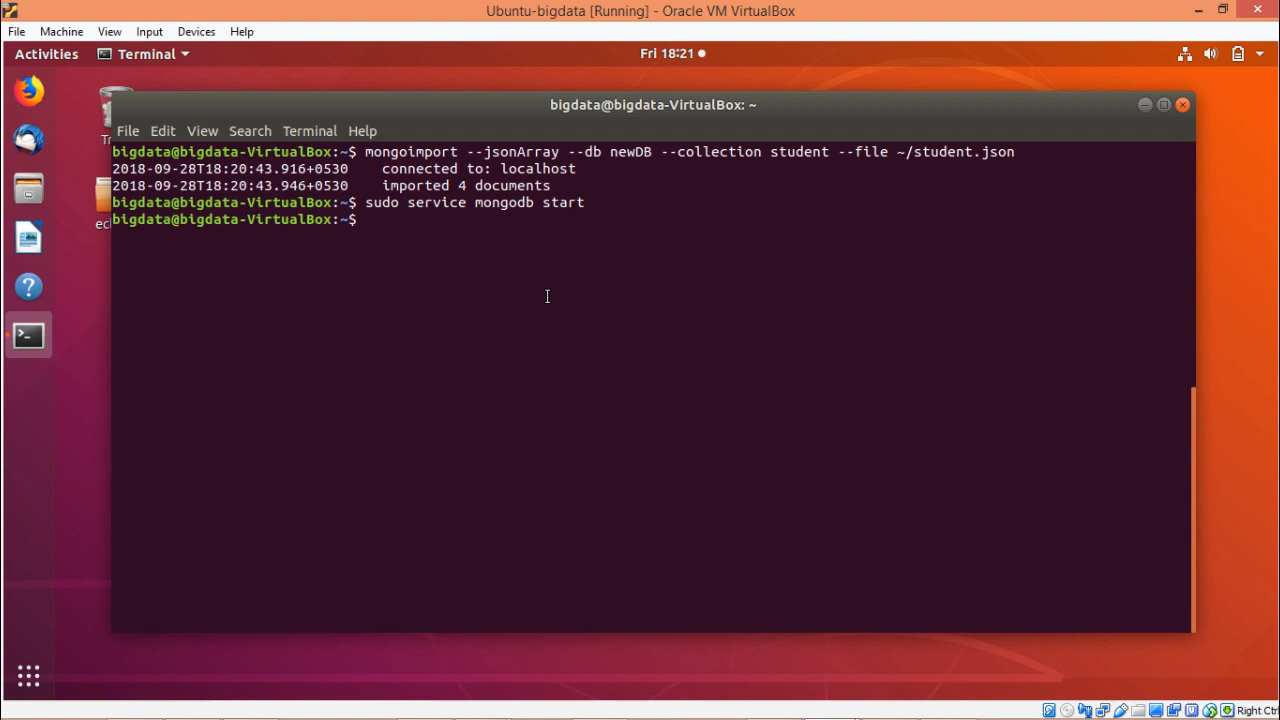 Ubuntu-bigdata [Running] - Oracle VM VirtualBox
File Machine View Input Devices Help
Activities Terminal Fri 18:21
bigdata@bigdata-VirtualBox: ~
File Edit View Search Terminal Help
bigdata@bigdata-VirtualBox:~$ mongoimport --jsonArray --db newDB --collection student --file ~/student.json
2018-09-28T18:20:43.916+0530 connected to: localhost
2018-09-28T18:20:43.946+0530 imported 4 documents
bigdata@bigdata-VirtualBox:~$ sudo service mongodb start
bigdata@bigdata-VirtualBox:~$
Right Ctrl